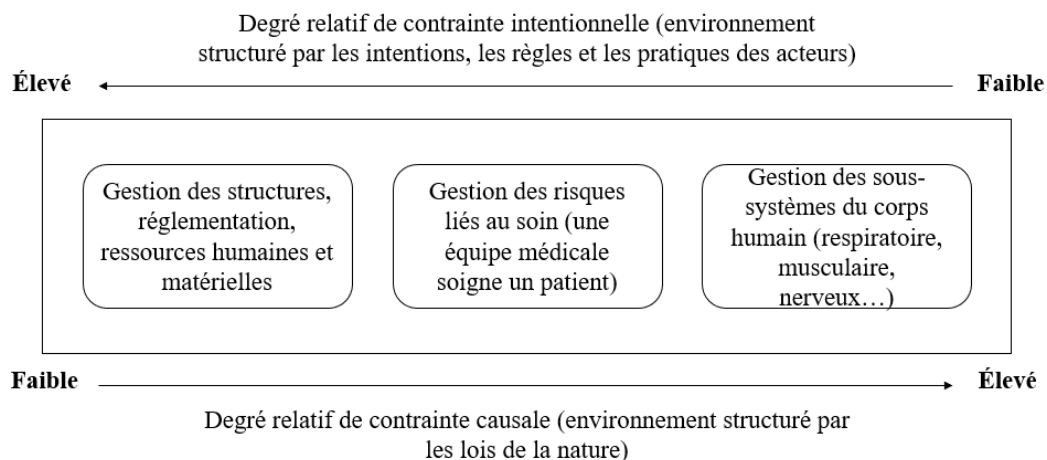 Degré relatif de contrainte intentionnelle (environnement
structuré par les intentions, les règles et les pratiques des acteurs)
Élevé
Faible
Gestion des structures,
réglementation,
ressources humaines et
matérielles
Gestion des risques
liés au soin (une
équipe médicale
soigne un patient)
Gestion des sous-
systèmes du corps
humain (respiratoire,
musculaire,
nerveux…)
Faible
Élevé
Degré relatif de contrainte causale (environnement structuré par
les lois de la nature)